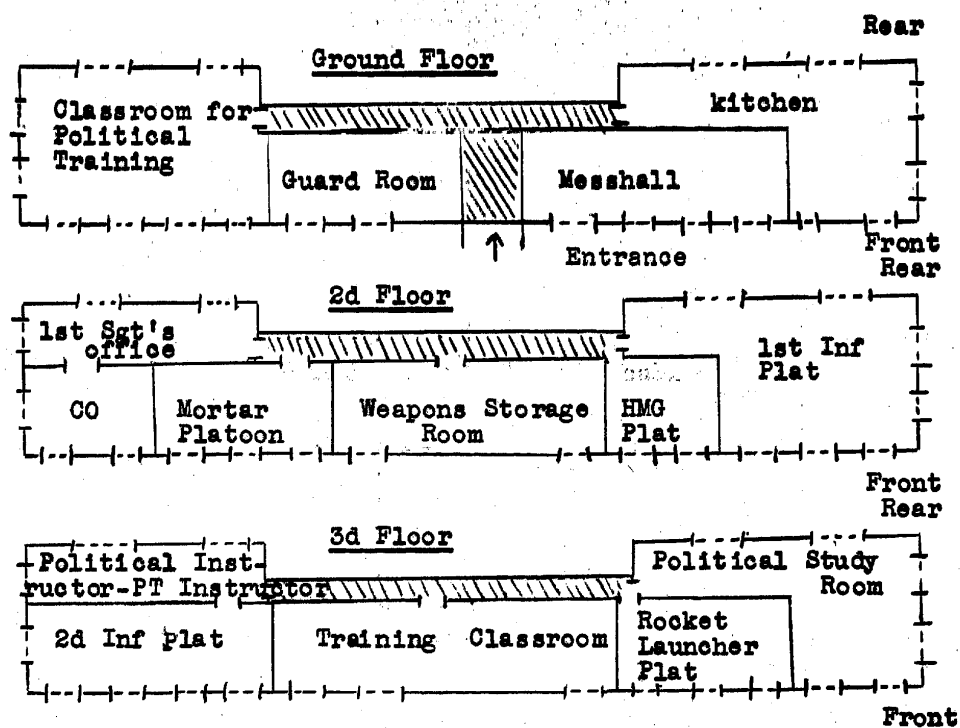 Rear
Ground Floor
Classroom for
Political
Training
kitchen
Guard Room
Messhall
Entrance
Front
Rear
2d Floor
1st Sgt's
office
1st Inf
Plat
CO
Mortar
Platoon
Weapons Storage
Room
HMG
Plat
Front
Rear
3d Floor
Political Inst-
ructor-PT Instructor
Political Study
Room
2d Inf plat
Training Classroom
Rocket
Launcher
Plat
Front